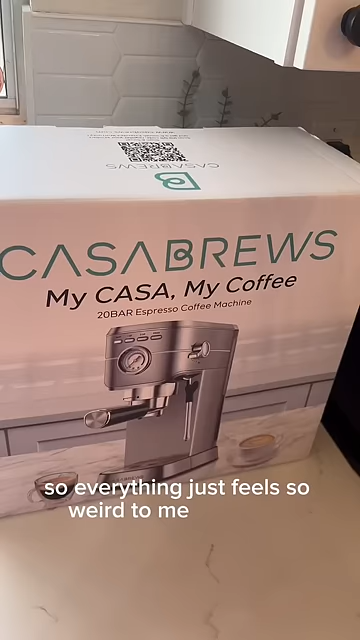 CASABREWS
CASABREWS
My CASA, My Coffee
20BAR Espresso Coffee Machine
so everything just feels so
weird to me